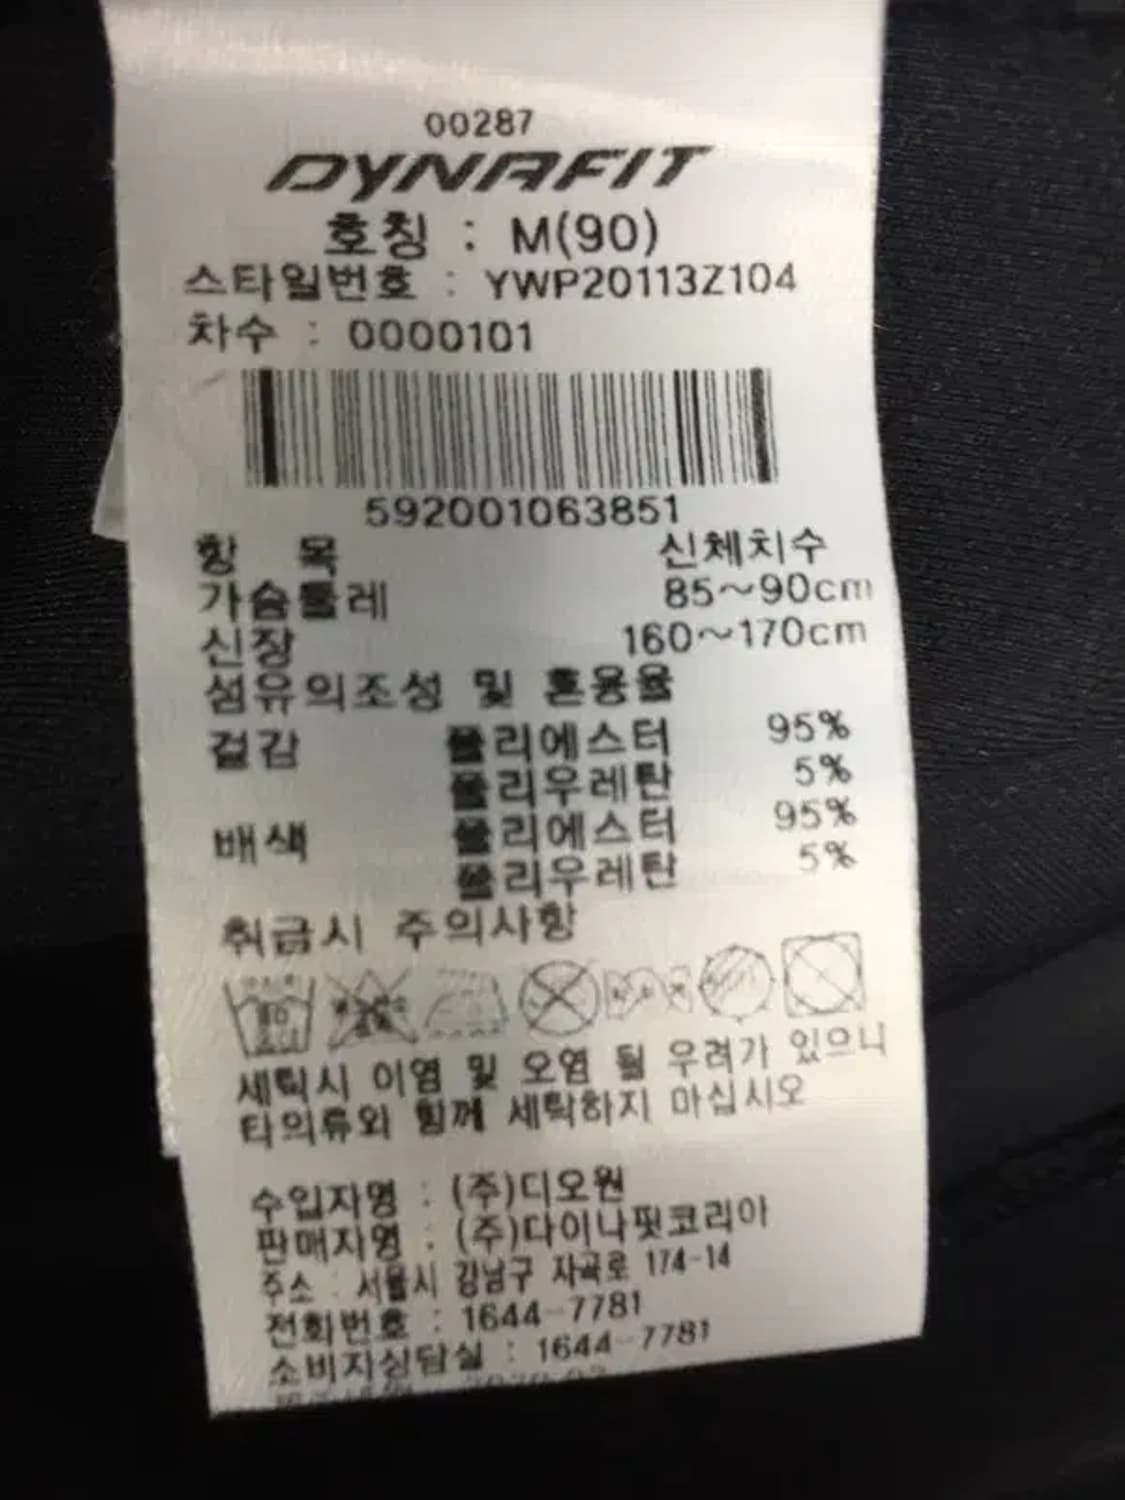 00287
DYNAFIT
호칭 : M(90)
스타일번호 : YWP20113Z104
차수 : 0000101
592001063851
항 목 신체치수
가슴둘레 85~90cm
신장 160~170cm
섬유의조성 및 혼용율
겉감 폴리에스터 95%
폴리우레탄 5%
배색 폴리에스터 95%
폴리우레탄 5%
취급시 주의사항
세탁시 이염 및 오염 될 우려가 있으니
타의류와 함께 세탁하지 마십시오
수입자명 : (주)디오원
판매자명 : (주)다이나핏코리아
주소 : 서울시 강남구 자곡로 174-14
전화번호 : 1644-7781
소비자상담실 : 1644-7781